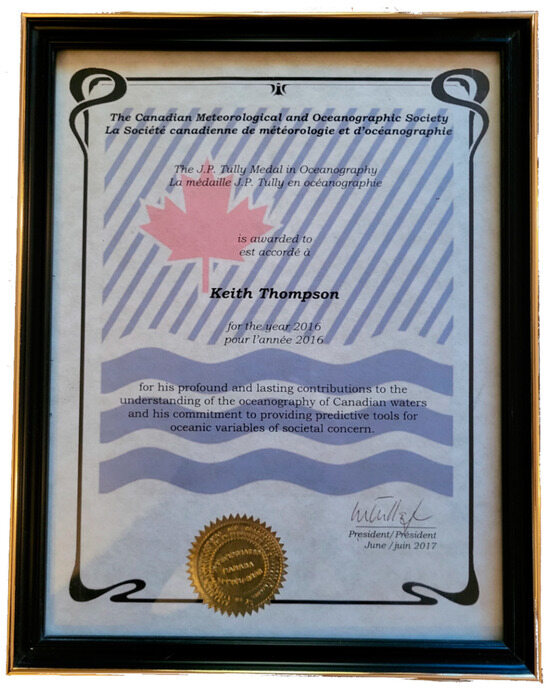 The Canadian Meteorological and Oceanographic Society
La Société canadienne de météorologie et d'océanographie
The J.P. Tully Medal in Oceanography
La médaille J.P. Tully en océanographie
is awarded to
est accordé à
Keith Thompson
for the year 2016
pour l'année 2016
for his profound and lasting contributions to the
understanding of the oceanography of Canadian waters
and his commitment to providing predictive tools for
oceanic variables of societal concern.
President/Président
June / juin 2017
CANADA